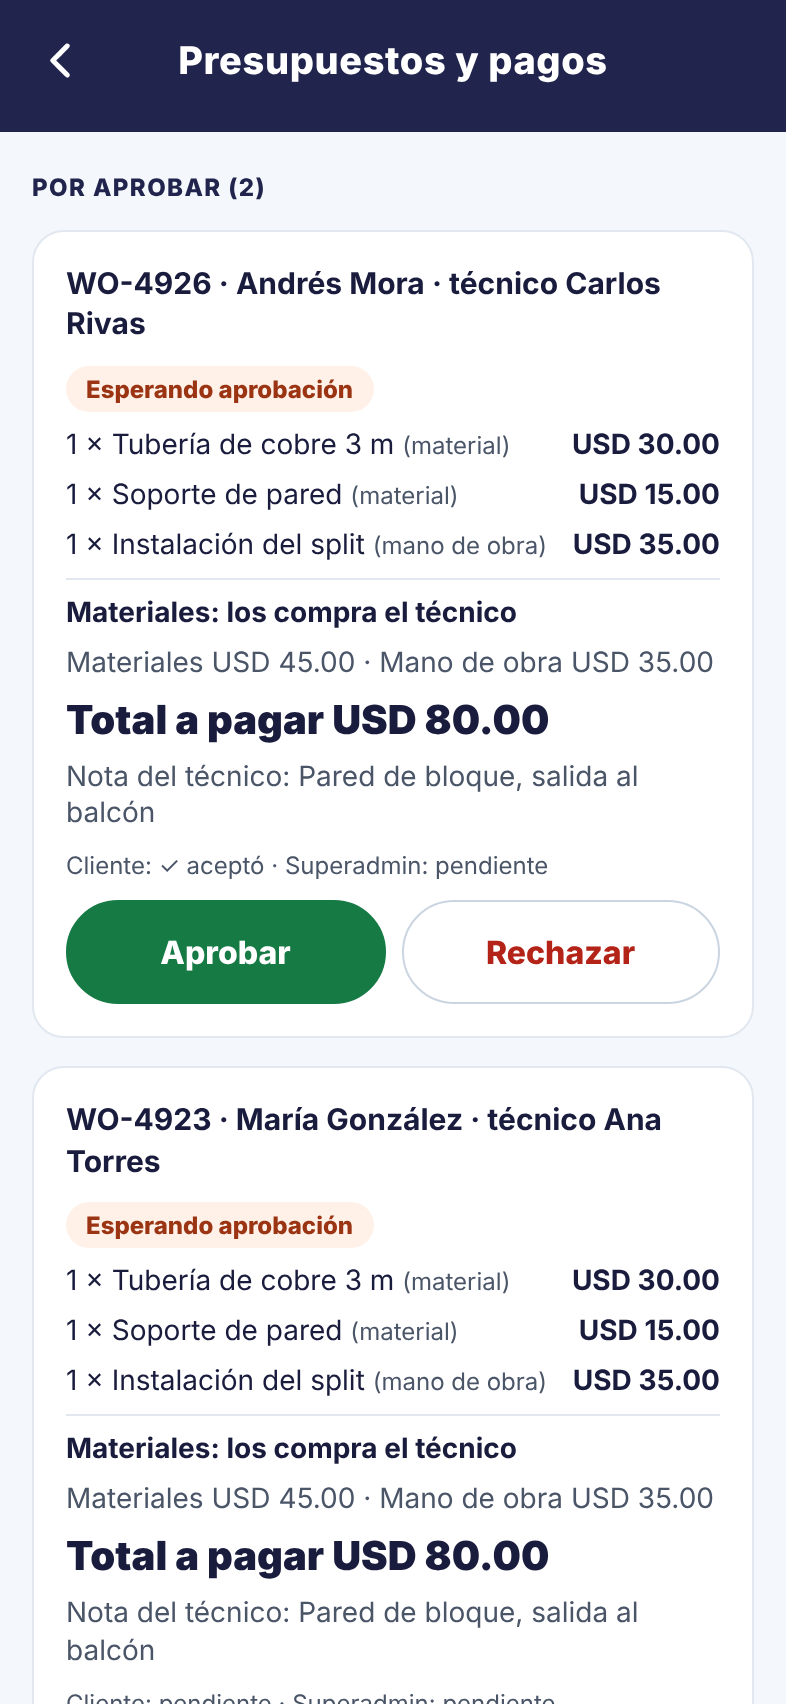 Presupuestos y pagos
POR APROBAR (2)
WO-4926 · Andrés Mora · técnico Carlos
Rivas
Esperando aprobación
1 × Tubería de cobre 3 m (material) USD 30.00
1 × Soporte de pared (material) USD 15.00
1 × Instalación del split (mano de obra) USD 35.00
Materiales: los compra el técnico
Materiales USD 45.00 · Mano de obra USD 35.00
Total a pagar USD 80.00
Nota del técnico: Pared de bloque, salida al
balcón
Cliente: ✓ aceptó · Superadmin: pendiente
Aprobar Rechazar
WO-4923 · María González · técnico Ana
Torres
Esperando aprobación
1 × Tubería de cobre 3 m (material) USD 30.00
1 × Soporte de pared (material) USD 15.00
1 × Instalación del split (mano de obra) USD 35.00
Materiales: los compra el técnico
Materiales USD 45.00 · Mano de obra USD 35.00
Total a pagar USD 80.00
Nota del técnico: Pared de bloque, salida al
balcón
Cliente: pendiente · Superadmin: pendiente